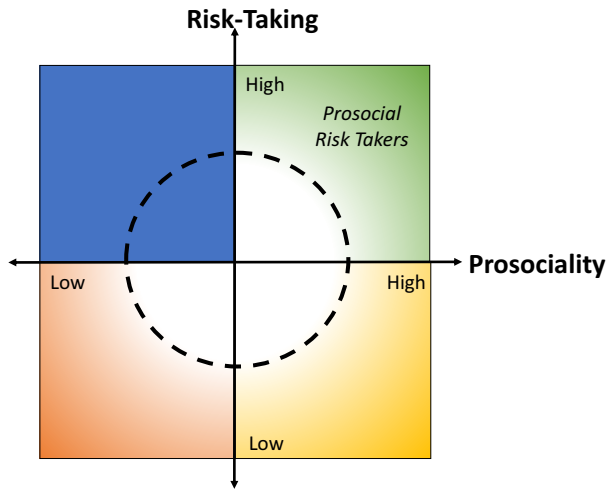 Risk-Taking
High
Prosocial
Risk Takers
Prosociality
Low
High
Low